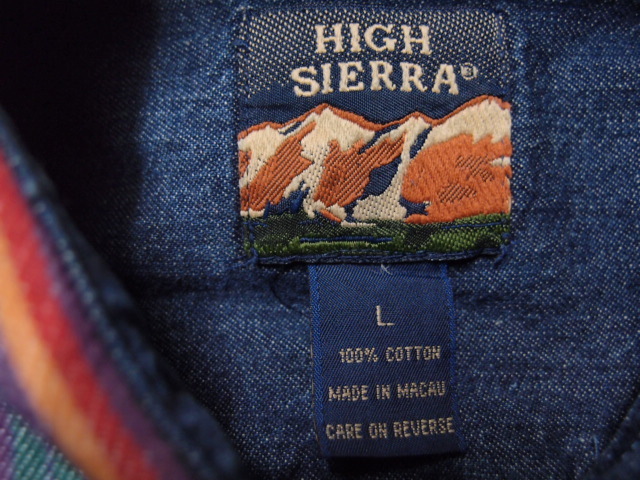 HIGH
SIERRA®
L
100% COTTON
MADE IN MACAU
CARE ON REVERSE